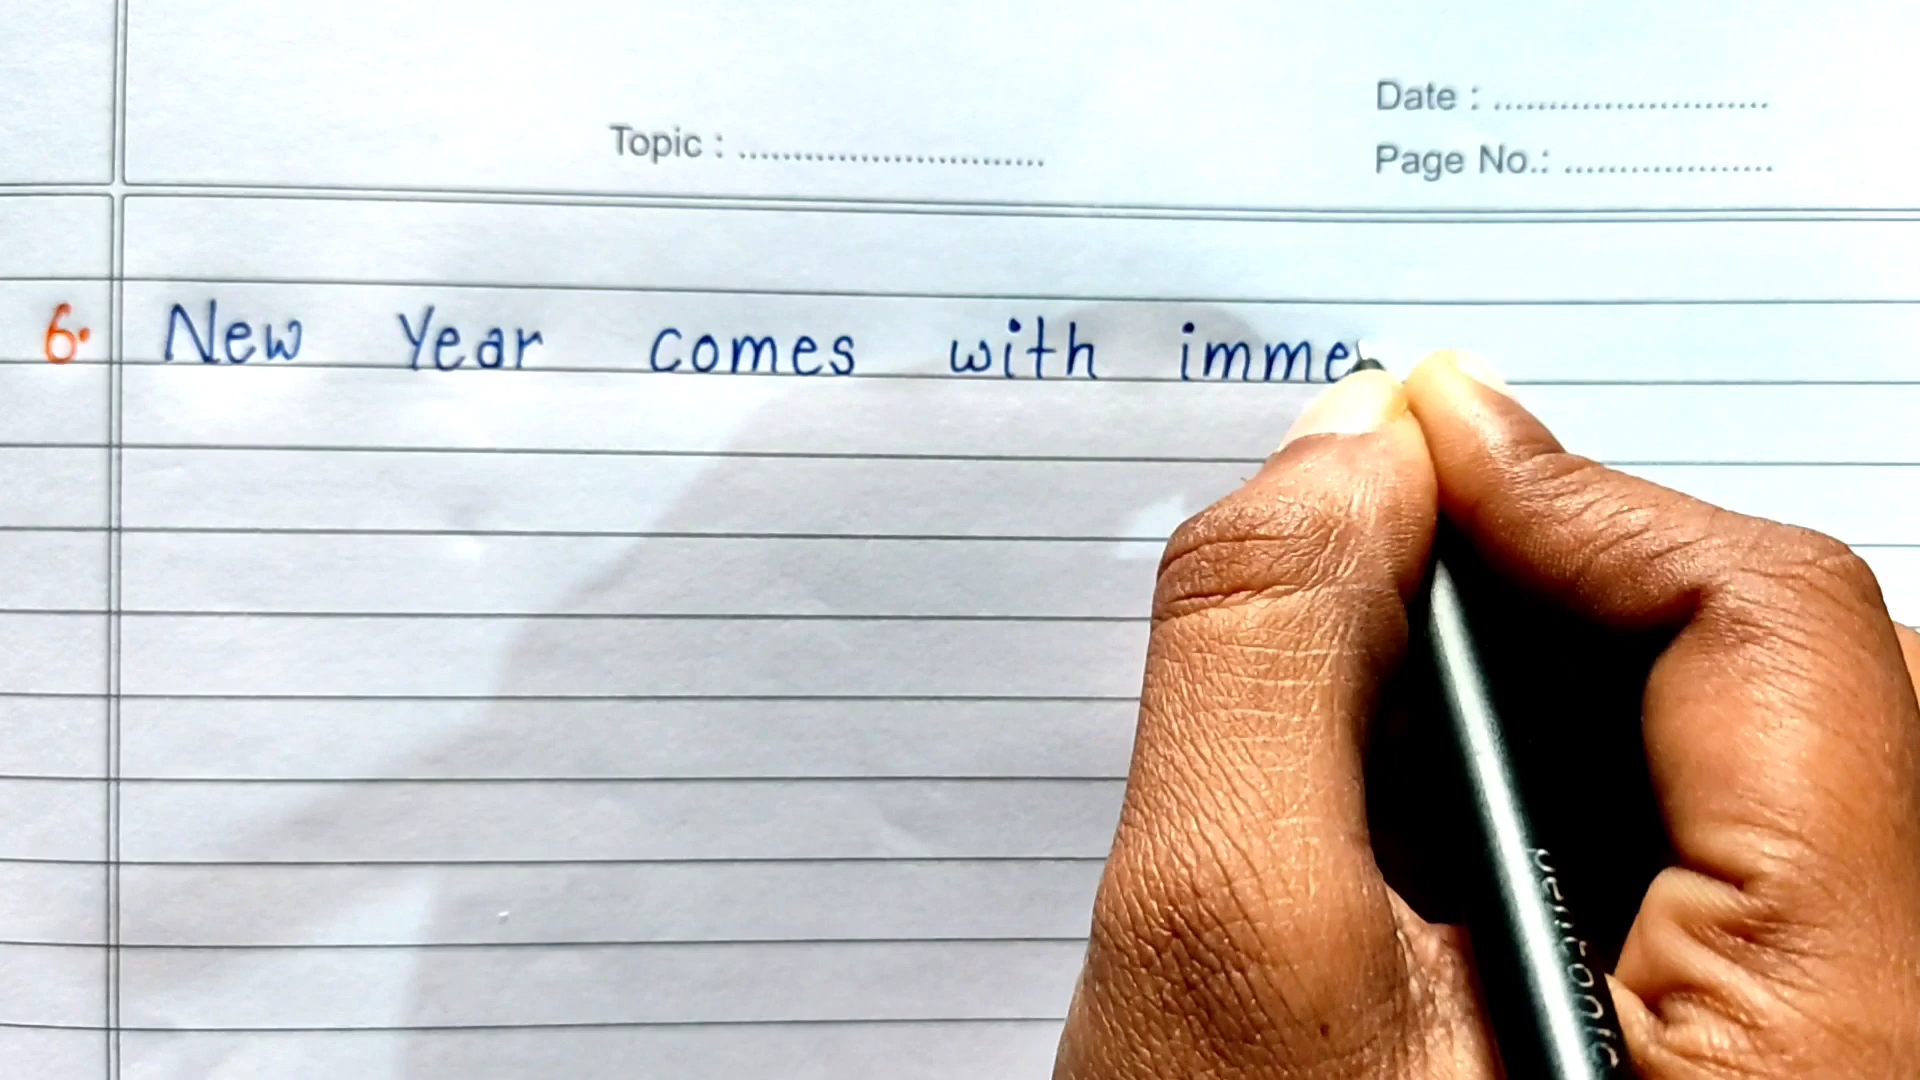 Date : ............................
Topic : ...............................
Page No.: .....................
6. New Year comes with imme